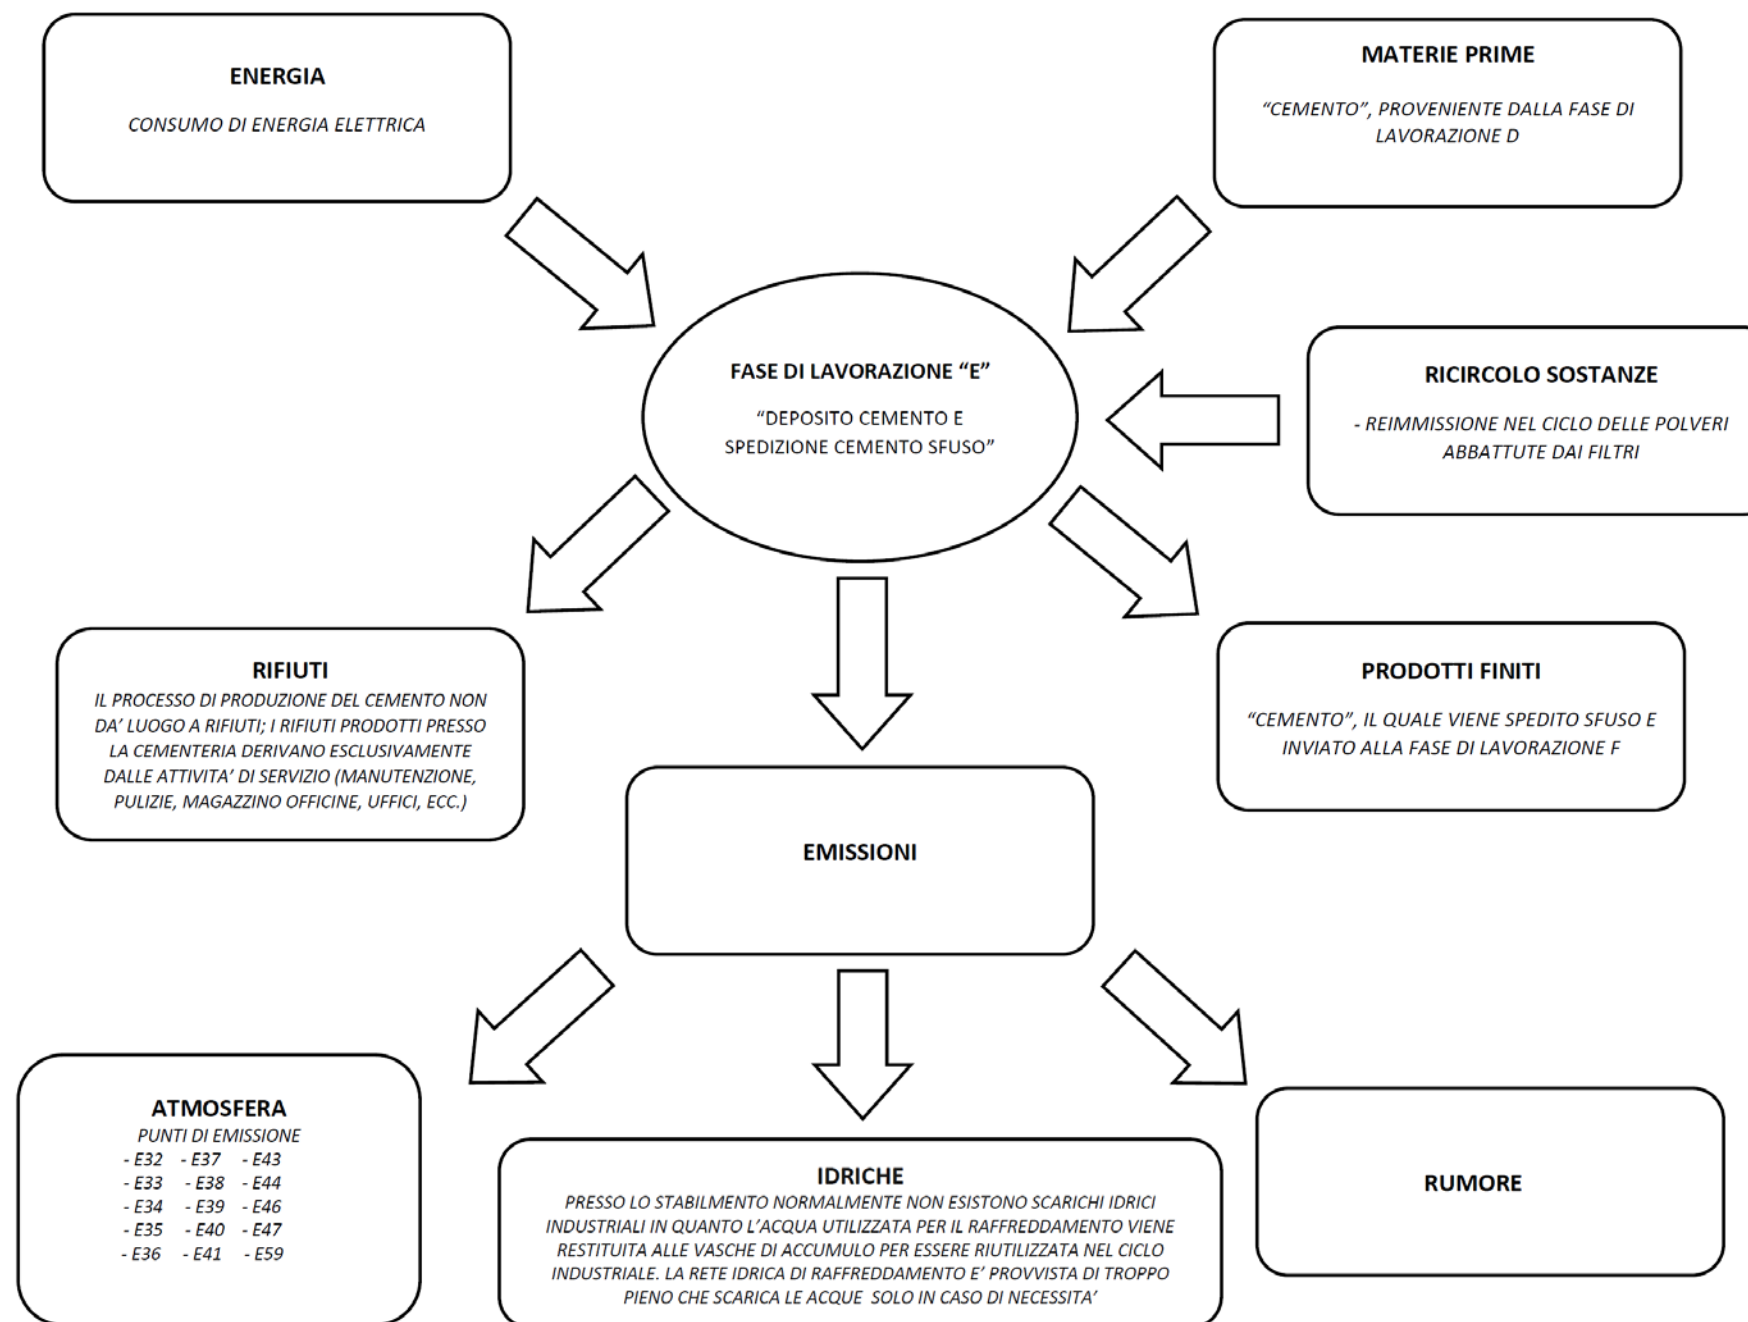 ENERGIA
CONSUMO DI ENERGIA ELETTRICA
MATERIE PRIME
“CEMENTO”, PROVENIENTE DALLA FASE DI
LAVORAZIONE D
FASE DI LAVORAZIONE “E”
“DEPOSITO CEMENTO E
SPEDIZIONE CEMENTO SFUSO”
RICIRCOLO SOSTANZE
- REIMMISSIONE NEL CICLO DELLE POLVERI
ABBATTUTE DAI FILTRI
RIFIUTI
IL PROCESSO DI PRODUZIONE DEL CEMENTO NON
DA’ LUOGO A RIFIUTI; I RIFIUTI PRODOTTI PRESSO
LA CEMENTERIA DERIVANO ESCLUSIVAMENTE
DALLE ATTIVITA’ DI SERVIZIO (MANUTENZIONE,
PULIZIE, MAGAZZINO OFFICINE, UFFICI, ECC.)
PRODOTTI FINITI
“CEMENTO”, IL QUALE VIENE SPEDITO SFUSO E
INVIATO ALLA FASE DI LAVORAZIONE F
EMISSIONI
ATMOSFERA
PUNTI DI EMISSIONE
- E32 - E37 - E43
- E33 - E38 - E44
- E34 - E39 - E46
- E35 - E40 - E47
- E36 - E41 - E59
IDRICHE
PRESSO LO STABILMENTO NORMALMENTE NON ESISTONO SCARICHI IDRICI
INDUSTRIALI IN QUANTO L’ACQUA UTILIZZATA PER IL RAFFREDDAMENTO VIENE
RESTITUITA ALLE VASCHE DI ACCUMULO PER ESSERE RIUTILIZZATA NEL CICLO
INDUSTRIALE. LA RETE IDRICA DI RAFFREDDAMENTO E’ PROVVISTA DI TROPPO
PIENO CHE SCARICA LE ACQUE SOLO IN CASO DI NECESSITA’
RUMORE